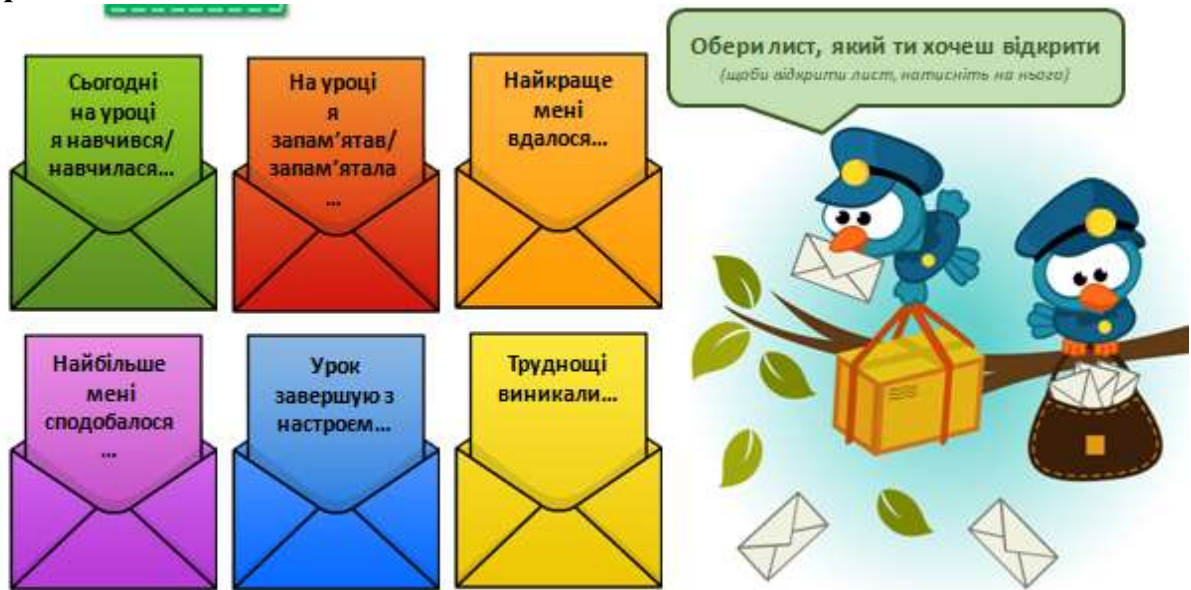 Сьогодні
на уроці
я навчився/
навчилася...
На уроці
я
запам’ятав/
запам’ятала
...
Найкраще
мені
вдалося...
Обери лист, який ти хочеш відкрити
(щоби відкрити лист, натисніть на нього)
Найбільше
мені
сподобалося
...
Урок
завершую з
настроєм...
Труднощі
виникали...